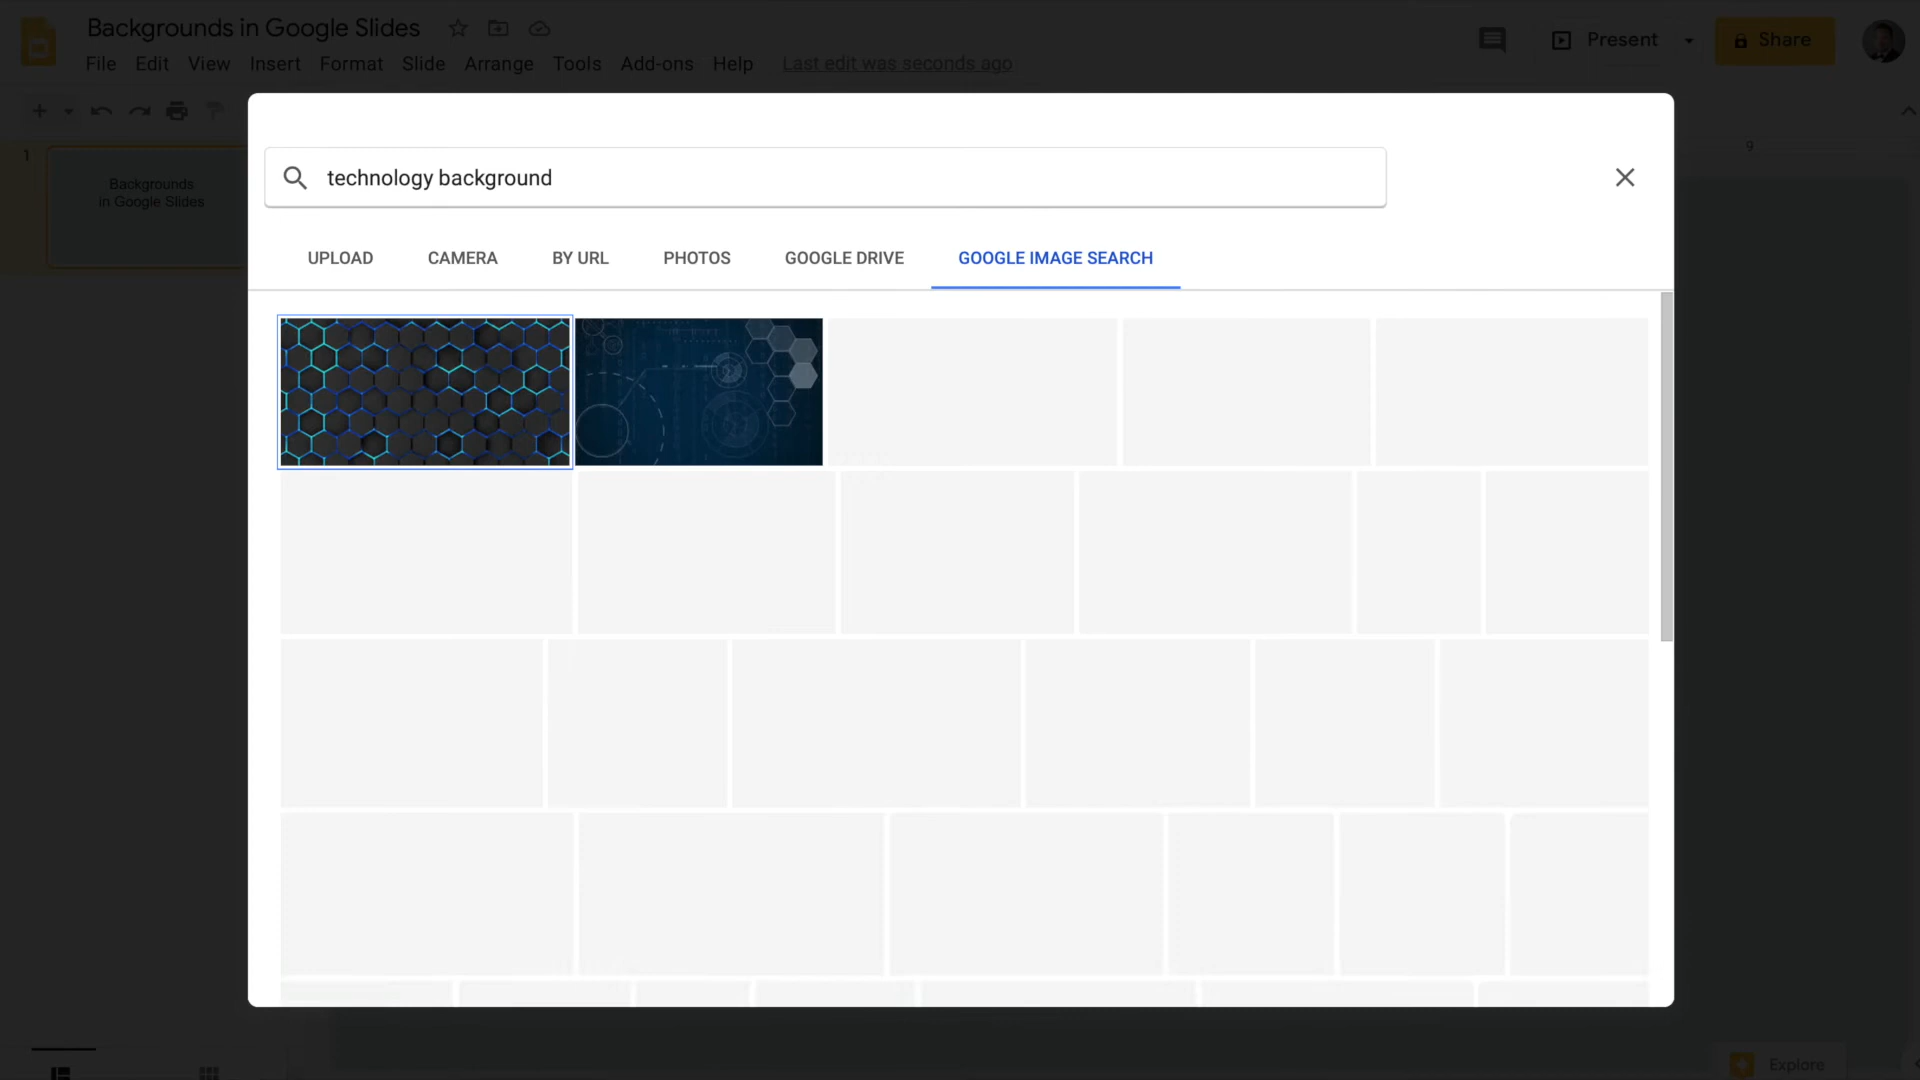 Backgrounds in Google Slides
File Edit View Insert Format Slide Arrange Tools Add-ons Help Last edit was seconds ago
Present
Share
technology background
UPLOAD CAMERA BY URL PHOTOS GOOGLE DRIVE GOOGLE IMAGE SEARCH
1
Backgrounds
in Google Slides
9
Explore